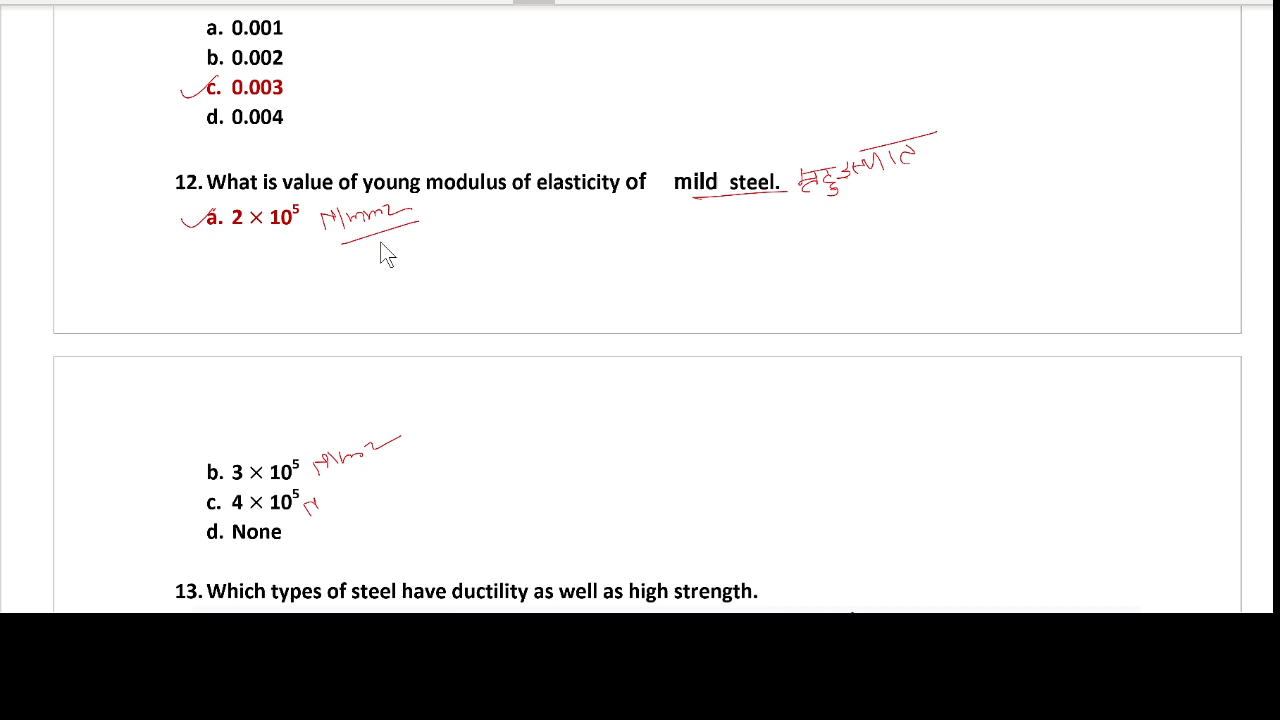 a. 0.001
b. 0.002
c. 0.003
d. 0.004
12. What is value of young modulus of elasticity of mild steel.
a. 2 × 10⁵ N/mm2
b. 3 × 10⁵ N/m2
c. 4 × 10⁵ N
d. None
13. Which types of steel have ductility as well as high strength.